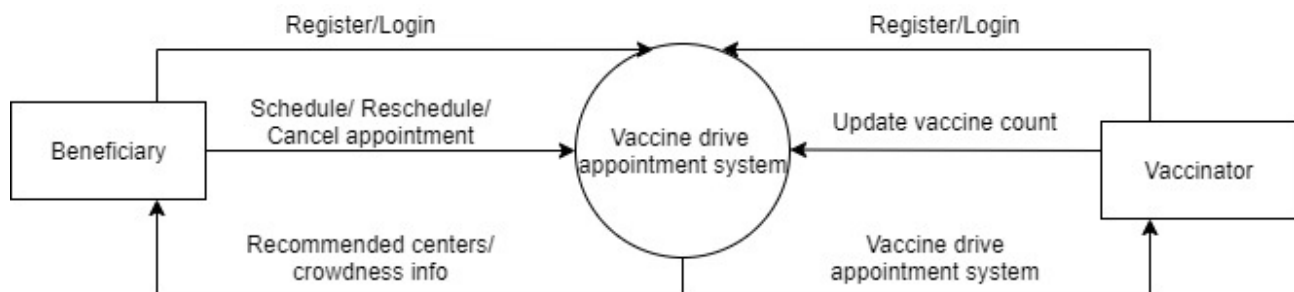 Register/Login
Register/Login
Schedule/ Reschedule/
Cancel appointment
Beneficiary
Vaccine drive
appointment system
Update vaccine count
Vaccinator
Recommended centers/
crowdness info
Vaccine drive
appointment system